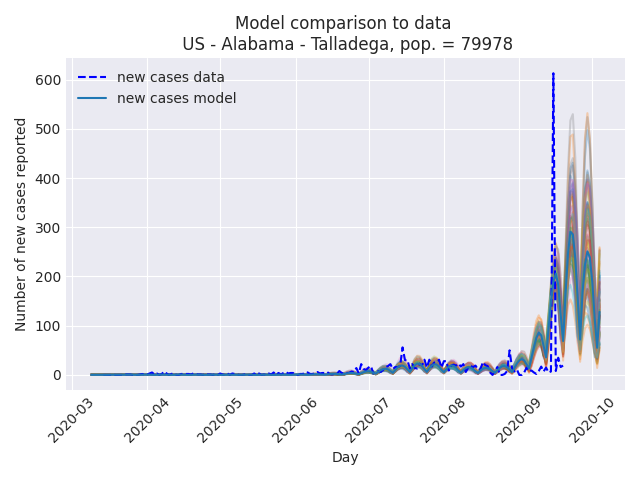 Model comparison to data
US - Alabama - Talladega, pop. = 79978
new cases data
new cases model
Number of new cases reported
600
500
400
300
200
100
0
2020-03
2020-04
2020-05
2020-06
2020-07
2020-08
2020-09
2020-10
Day